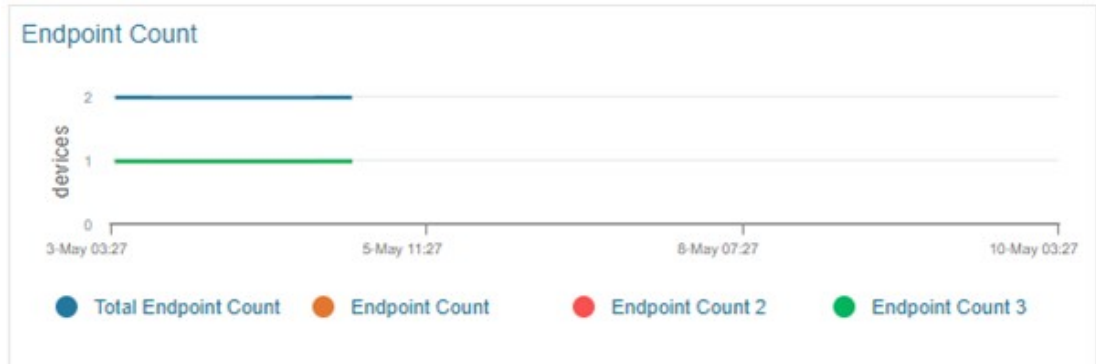 Endpoint Count
2
devices
1
0
3-May 03:27 5-May 11:27 8-May 07:27 10-May 03:27
Total Endpoint Count Endpoint Count Endpoint Count 2 Endpoint Count 3